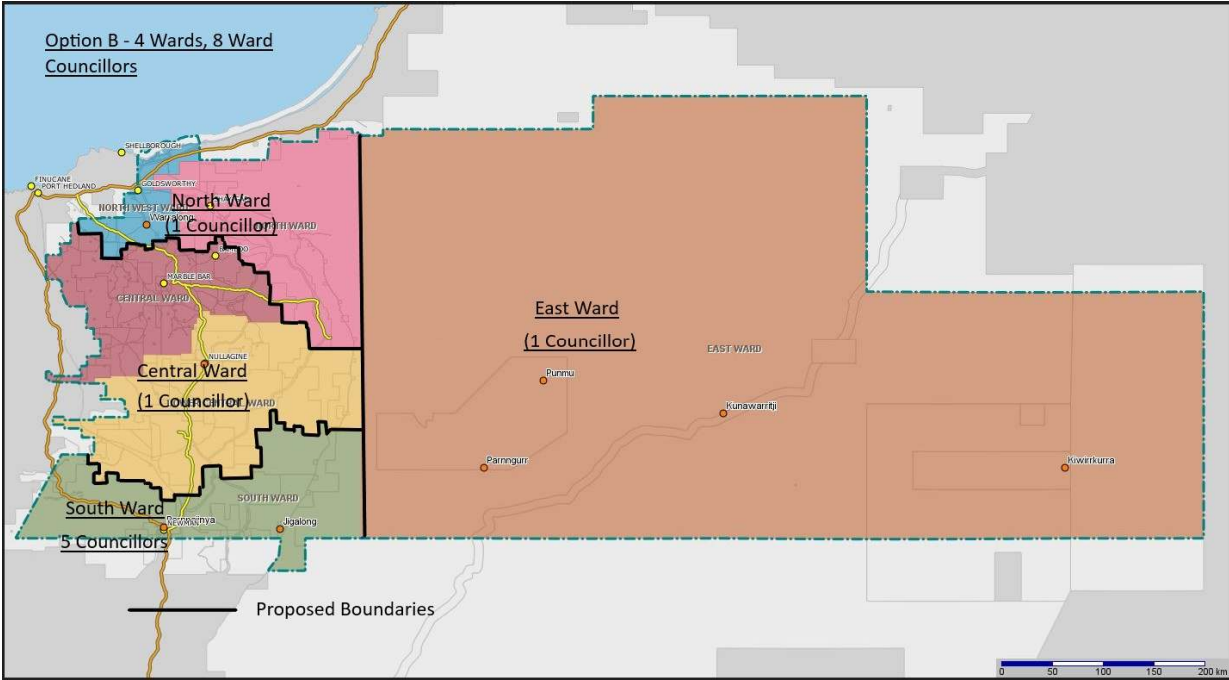 Option B - 4 Wards, 8 Ward
Councillors
SHELLBOROUGH
FINUCANE
PORT HEDLAND
GOLDSWORTHY
North Ward
NORTH WEST WARD
Warralong
(1 Councillor)
MARBLE BAR
CENTRAL WARD
East Ward
(1 Councillor)
EAST WARD
NULLAGINE
Central Ward
(1 Councillor)
Punmu
Kunawarritji
Parnngurr
Kiwirrkurra
SOUTH WARD
South Ward
NEWMAN
Jigalong
5 Councillors
Proposed Boundaries
0 50 100 150 200 km